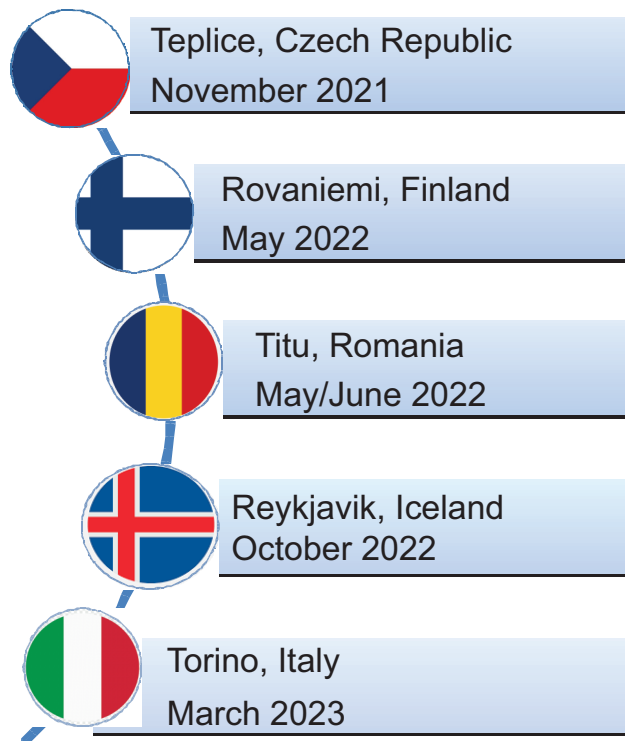 Teplice, Czech Republic
November 2021
Rovaniemi, Finland
May 2022
Titu, Romania
May/June 2022
Reykjavik, Iceland
October 2022
Torino, Italy
March 2023